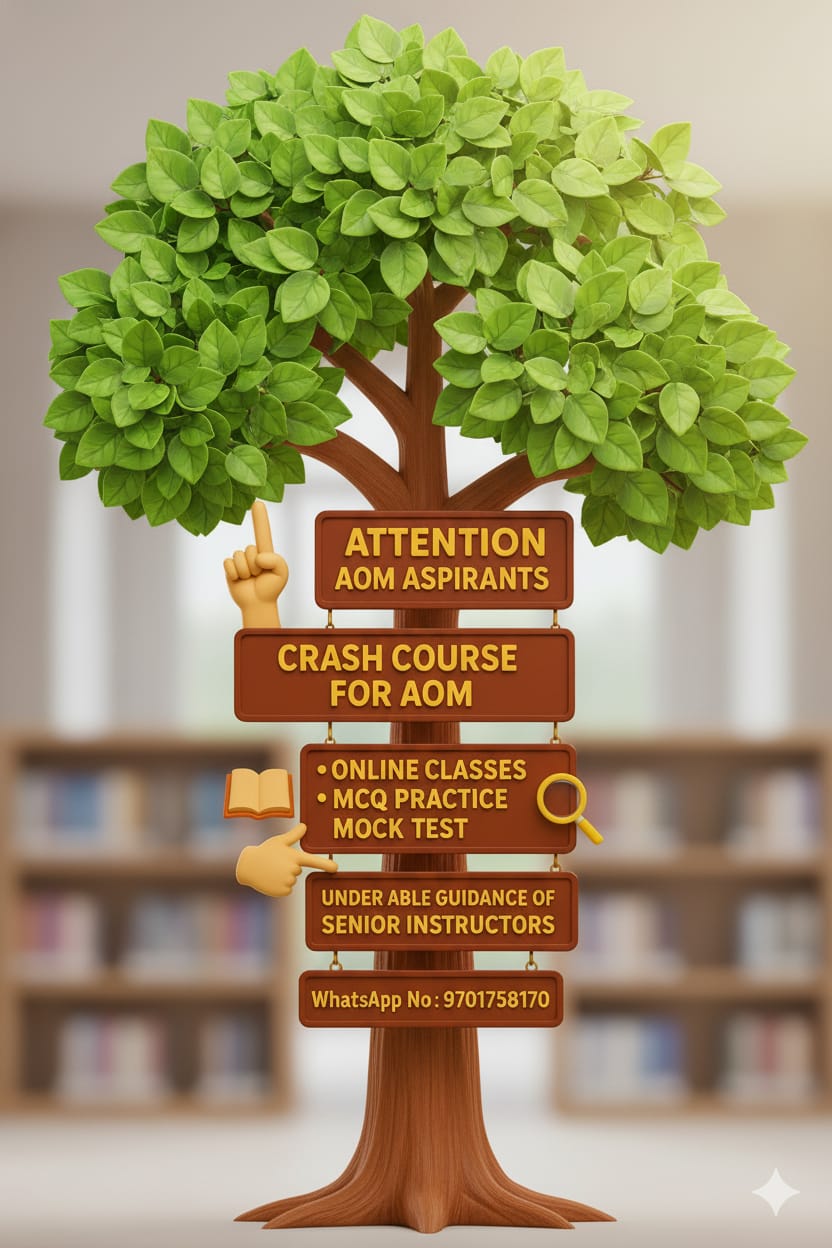 ATTENTION
AOM ASPIRANTS
CRASH COURSE
FOR AOM
• ONLINE CLASSES
• MCQ PRACTICE
MOCK TEST
UNDER ABLE GUIDANCE OF
SENIOR INSTRUCTORS
WhatsApp No : 9701758170